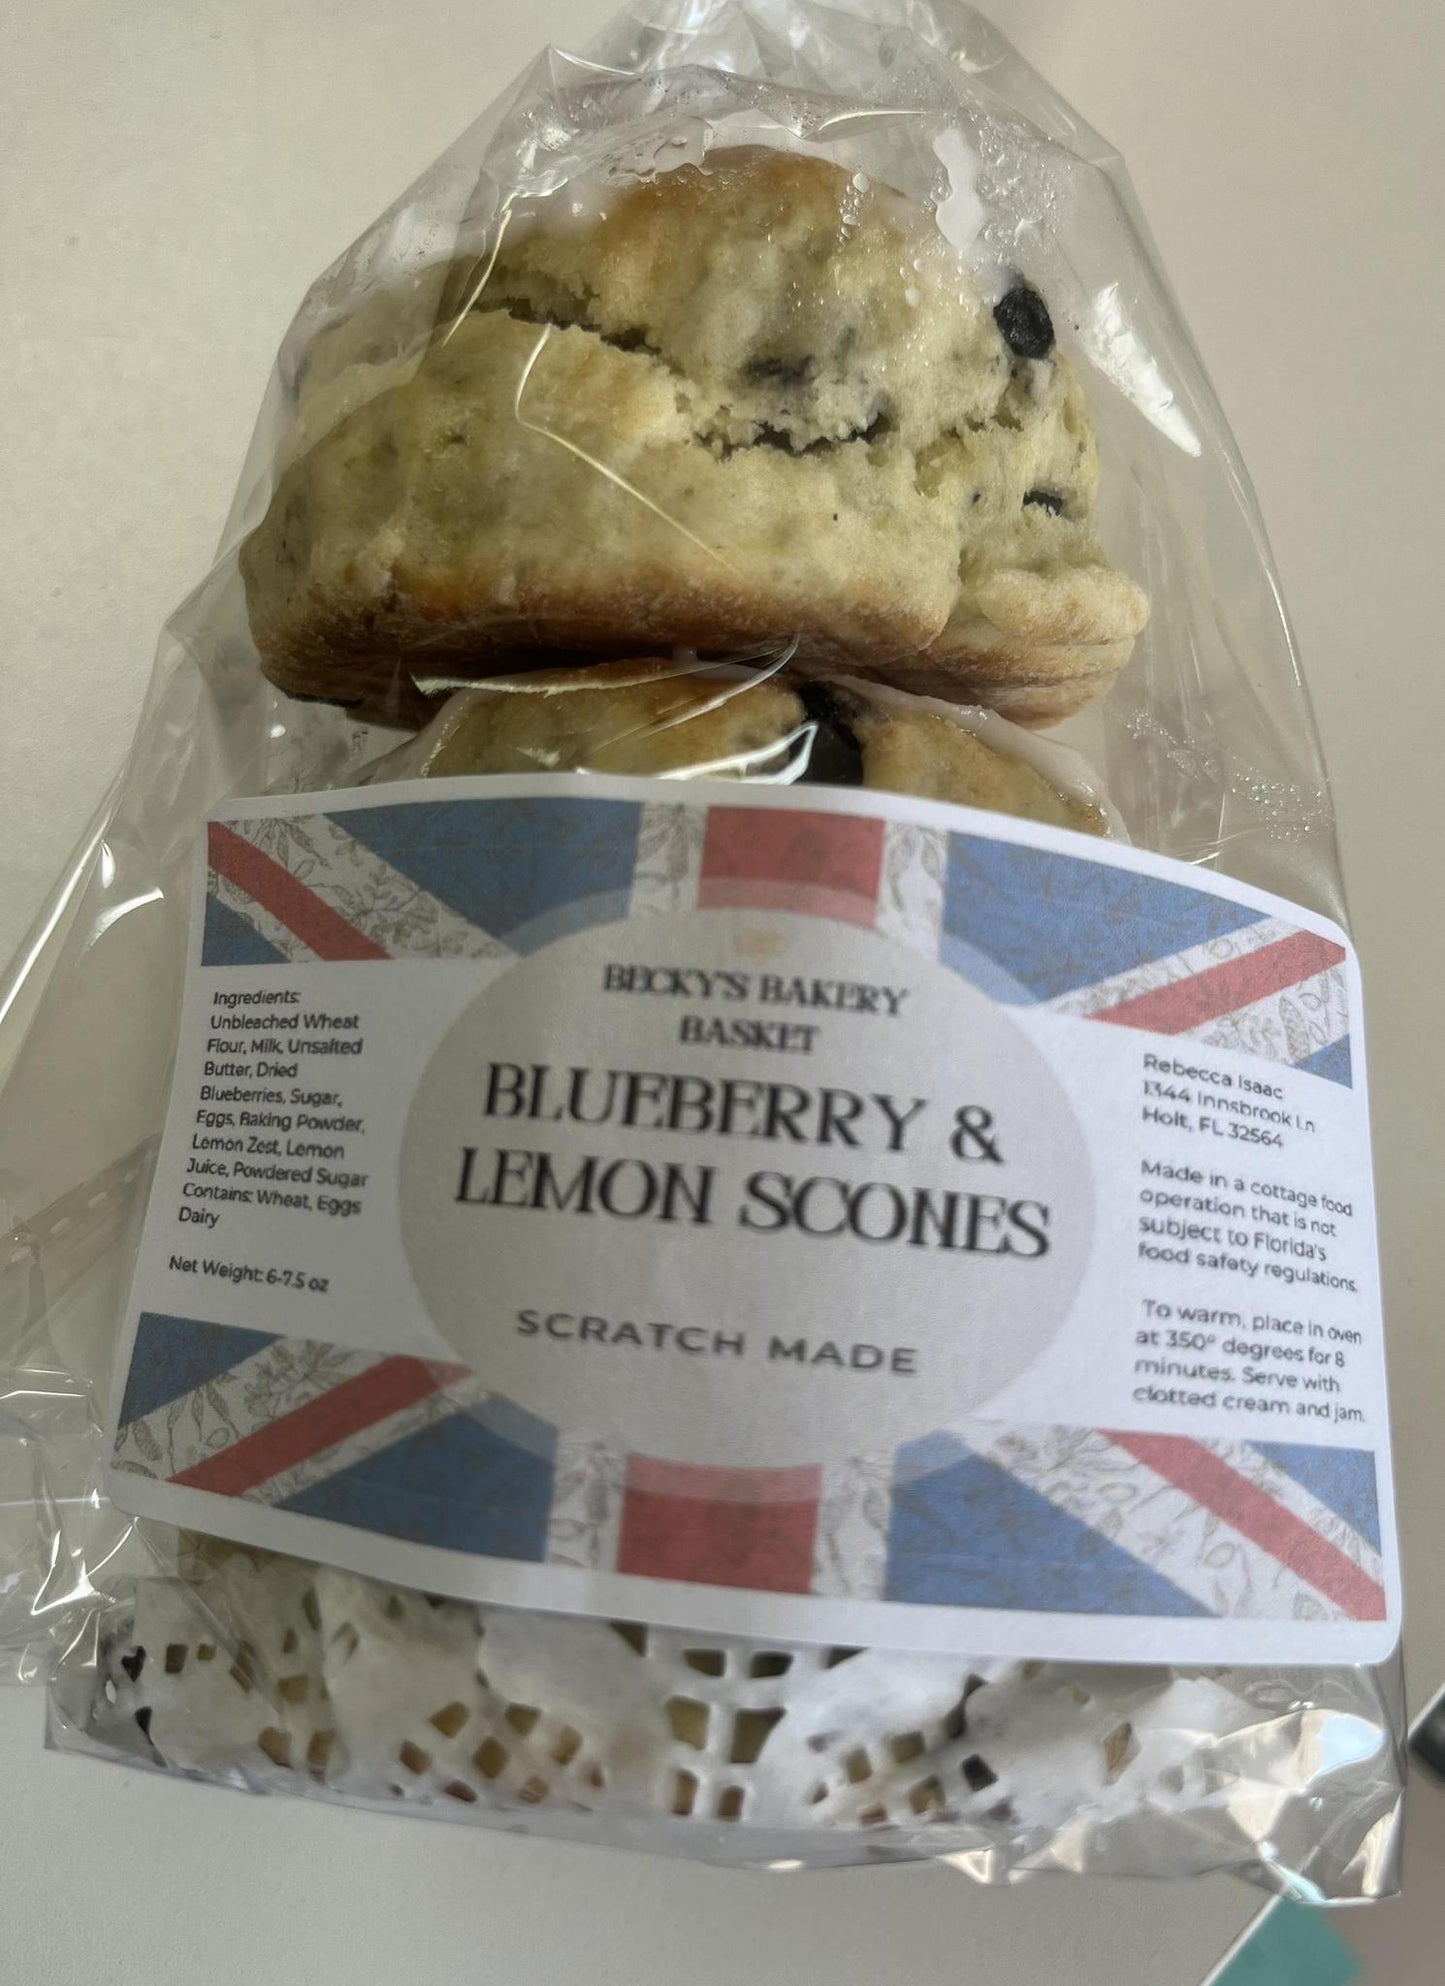 BECKY'S BAKERY
BASKET
BLUEBERRY &
LEMON SCONES
SCRATCH MADE
Ingredients:
Unbleached Wheat
Flour, Milk, Unsalted
Butter, Dried
Blueberries, Sugar,
Eggs, Baking Powder,
Lemon Zest, Lemon
Juice, Powdered Sugar
Contains: Wheat, Eggs
Dairy
Net Weight: 6-7.5 oz
Rebecca Isaac
1344 Innsbrook Ln
Holt, FL 32564
Made in a cottage food
operation that is not
subject to Florida's
food safety regulations.
To warm, place in oven
at 350° degrees for 8
minutes. Serve with
clotted cream and jam.